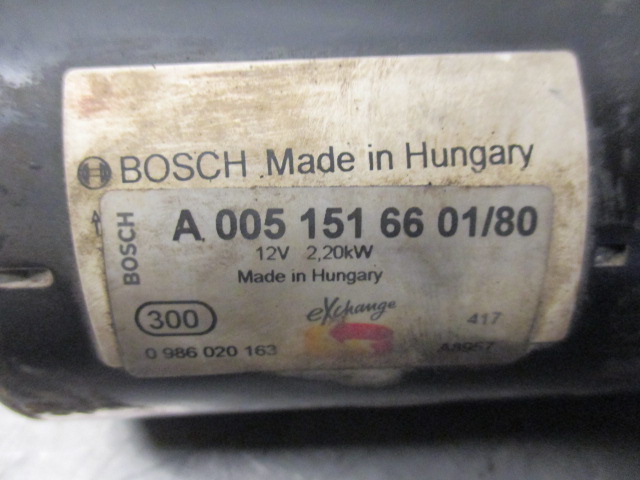 BOSCH Made in Hungary
BOSCH
A 005 151 66 01/80
12V 2,20kW
Made in Hungary
300
eXchange
417
0 986 020 163
A8967